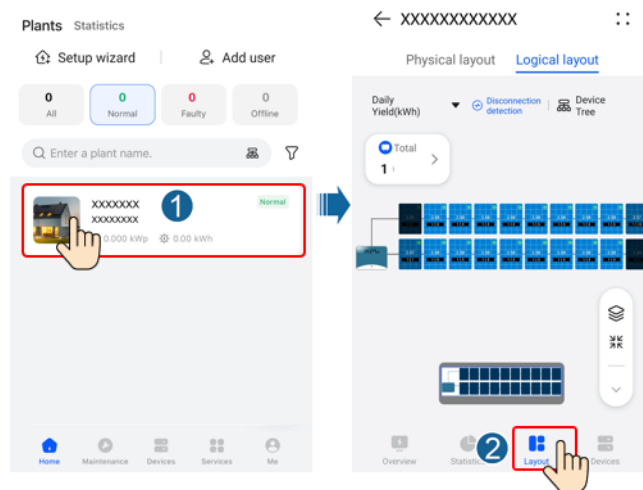 Plants Statistics
Setup wizard
Add user
0
All
0
Normal
0
Faulty
0
Offline
Enter a plant name.
XXXXXXX
XXXXXXXX
Normal
0.000 kWp
0.00 kWh
1
Home
Maintenance
Devices
Services
Me
XXXXXXXXXXXX
Physical layout
Logical layout
Daily
Yield(kWh)
Disconnection
detection
Device
Tree
Total
1
Overview
Statistic
2
Layout
Devices